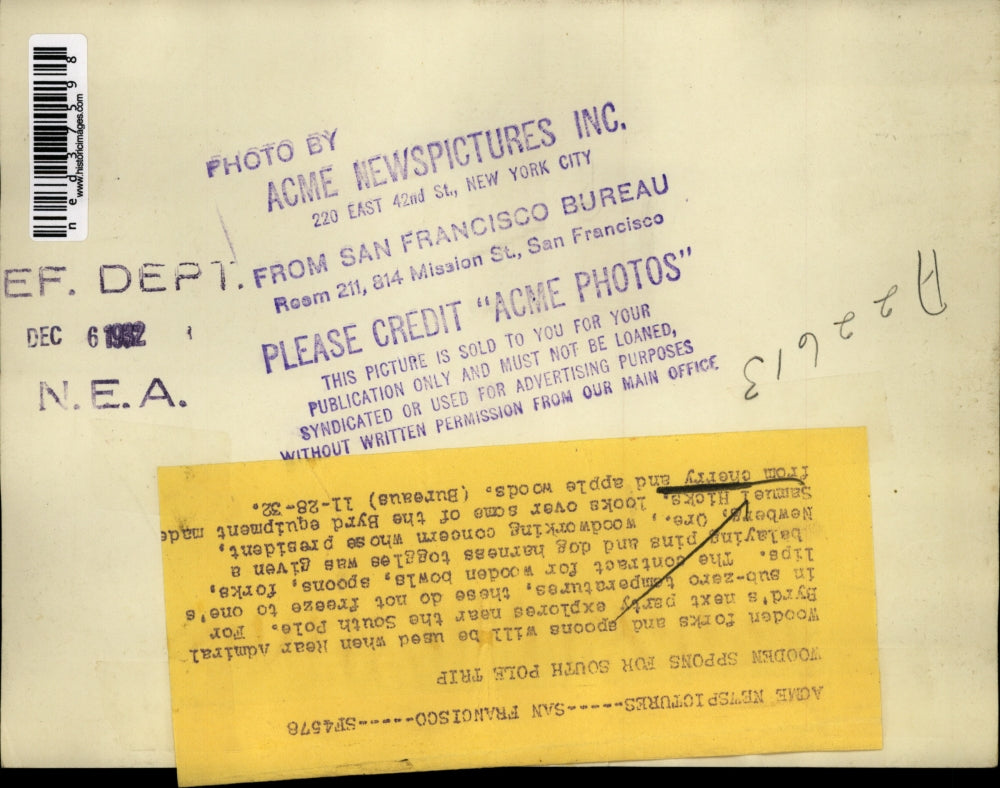 ned37598
www.historicimages.com
PHOTO BY
ACME NEWSPICTURES INC.
220 EAST 42nd St., NEW YORK CITY
FROM SAN FRANCISCO BUREAU
Room 211, 814 Mission St., San Francisco
PLEASE CREDIT "ACME PHOTOS"
THIS PICTURE IS SOLD TO YOU FOR YOUR
PUBLICATION ONLY AND MUST NOT BE LOANED,
SYNDICATED OR USED FOR ADVERTISING PURPOSES
WITHOUT WRITTEN PERMISSION FROM OUR MAIN OFFICE
EF. DEPT.
DEC 6 1932
N.E.A.
A22613
ACME NEWSPICTURES------SAN FRANCISCO------SF4578
WOODEN SPPONS FOR SOUTH POLE TRIP
Wooden forks and spoons will be used when Rear Admiral
Byrd's next party explores near the South Pole. For
in sub-zero temperatures, these do not freeze to one's
lips. The contract for wooden bowls, spoons, forks,
belaying pins and dog harness toggles was given a
Newberg, Ore., woodworking concern whose president,
Samuel Hicks, looks over some of the Byrd equipment made
from cherry and apple woods. (Bureaus) 11-28-32.